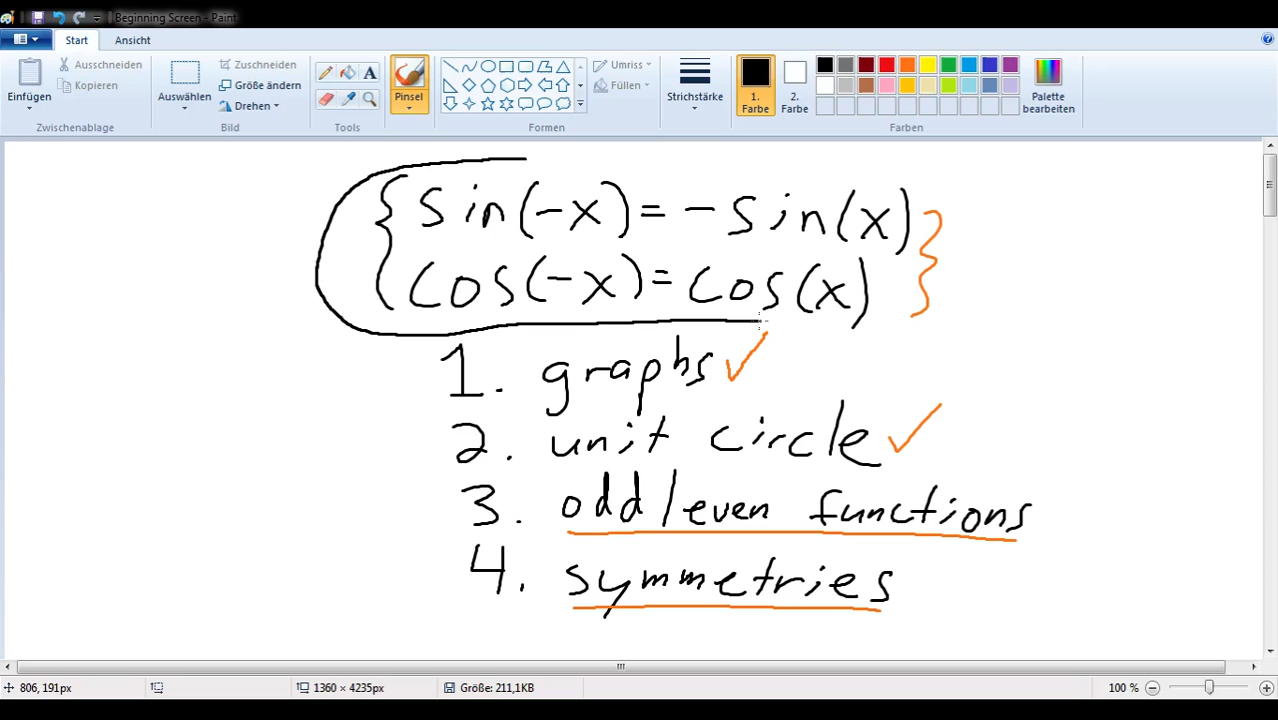 Beginning Screen - Paint
Start Ansicht
Einfügen
Ausschneiden
Kopieren
Zwischenablage
Auswählen
Zuschneiden
Größe ändern
Drehen
Bild
A
Tools
Pinsel
Umriss
Füllen
Formen
Strichstärke
1. Farbe
2. Farbe
Palette bearbeiten
Farben
sin(-x) = -sin(x)
cos(-x) = cos(x)
1. graphs
2. unit circle
3. odd/even functions
4. symmetries
806, 191px
1360 × 4235px
Größe: 211,1KB
100 %